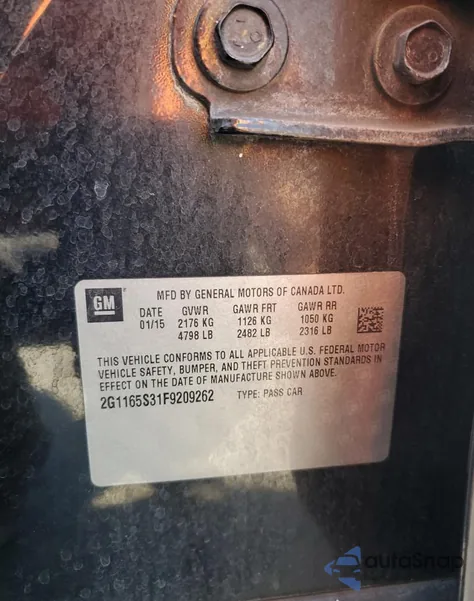 GM
MFD BY GENERAL MOTORS OF CANADA LTD.
DATE GVWR GAWR FRT GAWR RR
01/15 2176 KG 1126 KG 1050 KG
4798 LB 2482 LB 2316 LB
THIS VEHICLE CONFORMS TO ALL APPLICABLE U.S. FEDERAL MOTOR
VEHICLE SAFETY, BUMPER, AND THEFT PREVENTION STANDARDS IN
EFFECT ON THE DATE OF MANUFACTURE SHOWN ABOVE.
2G1165S31F9209262 TYPE: PASS CAR
autoSnap